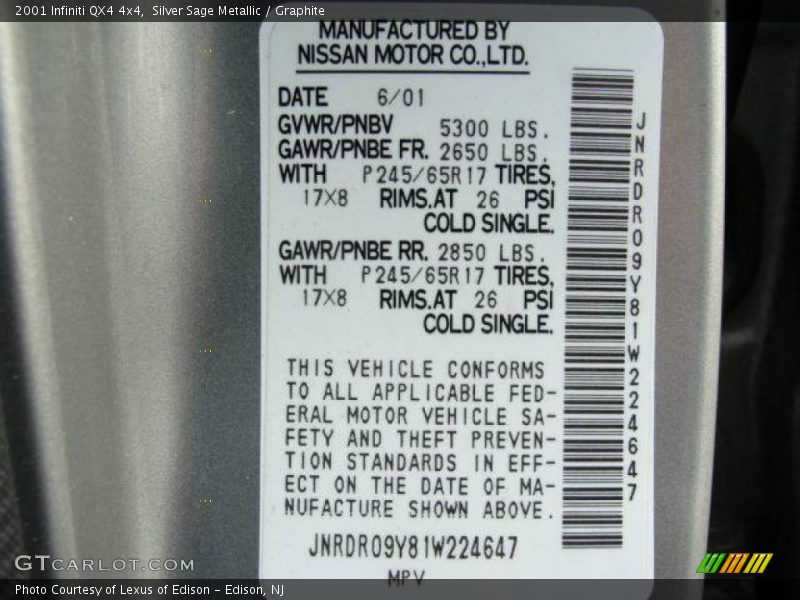 2001 Infiniti QX4 4x4, Silver Sage Metallic / Graphite
MANUFACTURED BY
NISSAN MOTOR CO.,LTD.
DATE 6/01
GVWR/PNBV 5300 LBS.
GAWR/PNBE FR. 2650 LBS.
WITH P245/65R17 TIRES,
17X8 RIMS.AT 26 PSI
COLD SINGLE.
GAWR/PNBE RR. 2850 LBS.
WITH P245/65R17 TIRES,
17X8 RIMS.AT 26 PSI
COLD SINGLE.
THIS VEHICLE CONFORMS
TO ALL APPLICABLE FED-
ERAL MOTOR VEHICLE SA-
FETY AND THEFT PREVEN-
TION STANDARDS IN EFF-
ECT ON THE DATE OF MA-
NUFACTURE SHOWN ABOVE.
JNRDR09Y81W224647
MPV
JNRDR09Y81W224647
GTCARLOT.COM
Photo Courtesy of Lexus of Edison - Edison, NJ